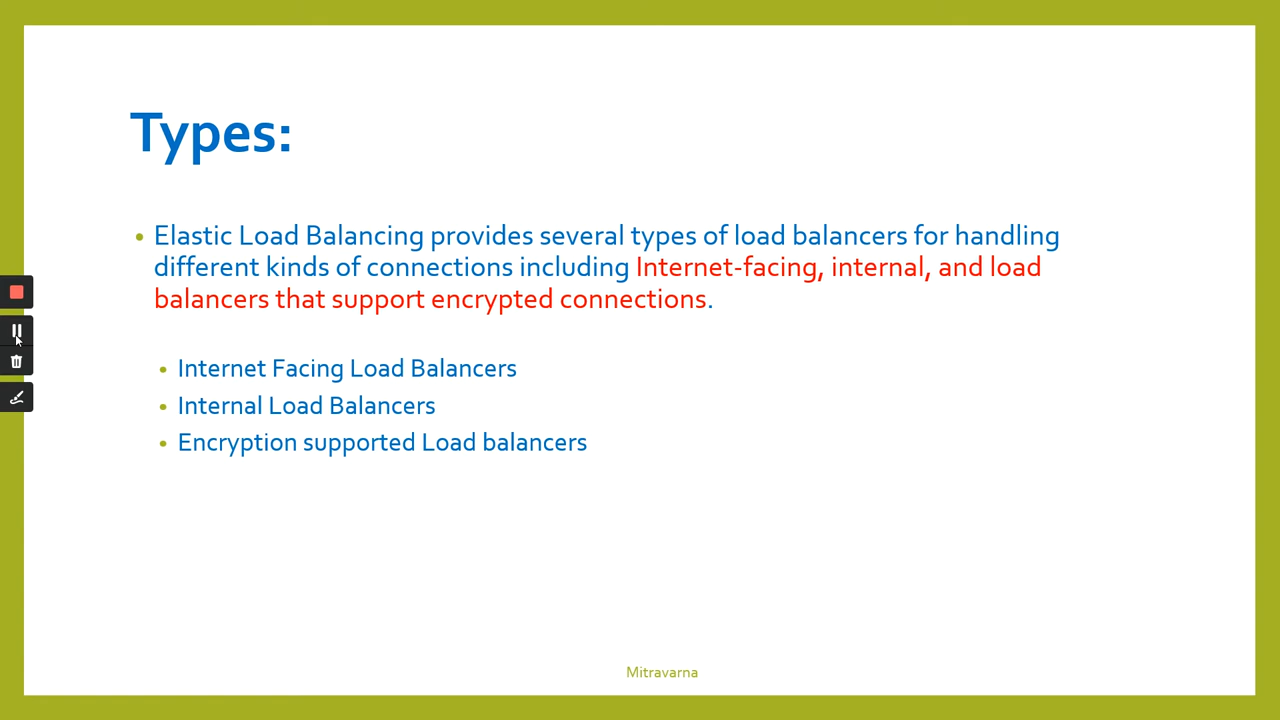 Types:
• Elastic Load Balancing provides several types of load balancers for handling
different kinds of connections including Internet-facing, internal, and load
balancers that support encrypted connections.
• Internet Facing Load Balancers
• Internal Load Balancers
• Encryption supported Load balancers
Mitravarna